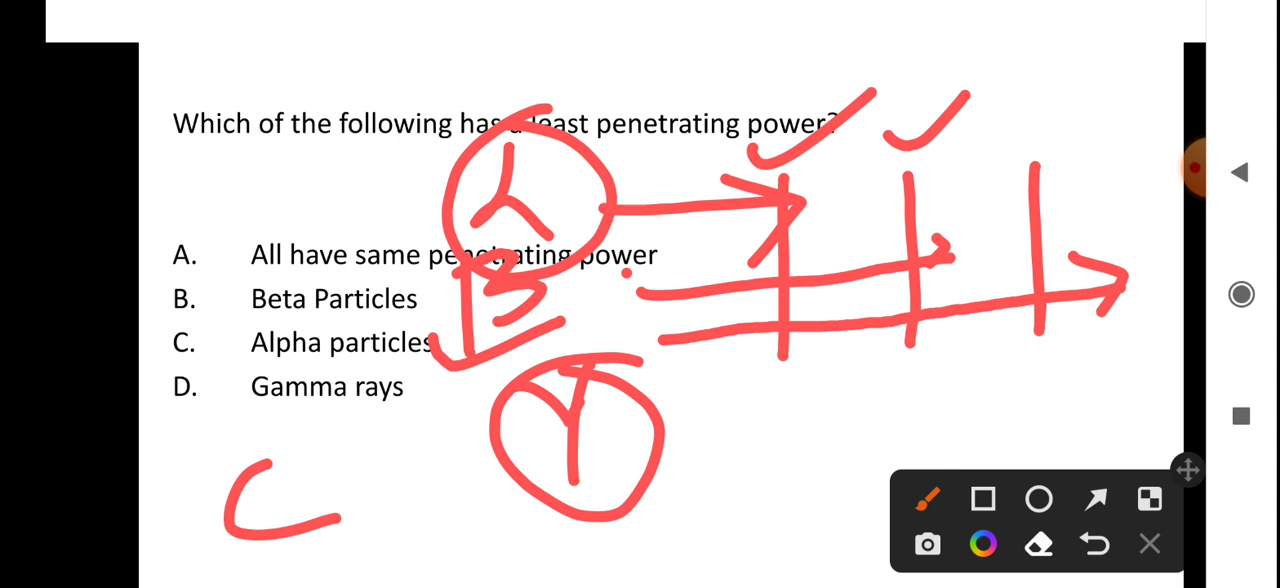 Which of the following has a least penetrating power?
A. All have same penetrating power
β
B. Beta Particles
C. Alpha particles
D. Gamma rays
Y
C